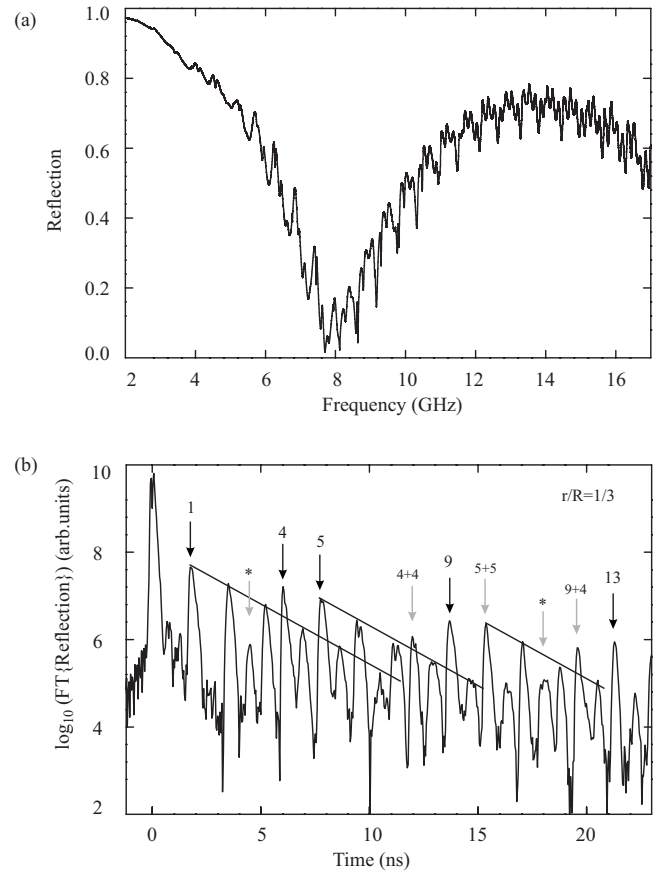 (a)
1.0
0.8
0.6
0.4
0.2
0.0
Reflection
2 4 6 8 10 12 14 16
Frequency (GHz)
(b)
10
8
6
4
2
log10 (FT{Reflection}) (arb.units)
r/R=1/3
1
*
4
5
4+4
9
5+5
*
9+4
13
0 5 10 15 20
Time (ns)